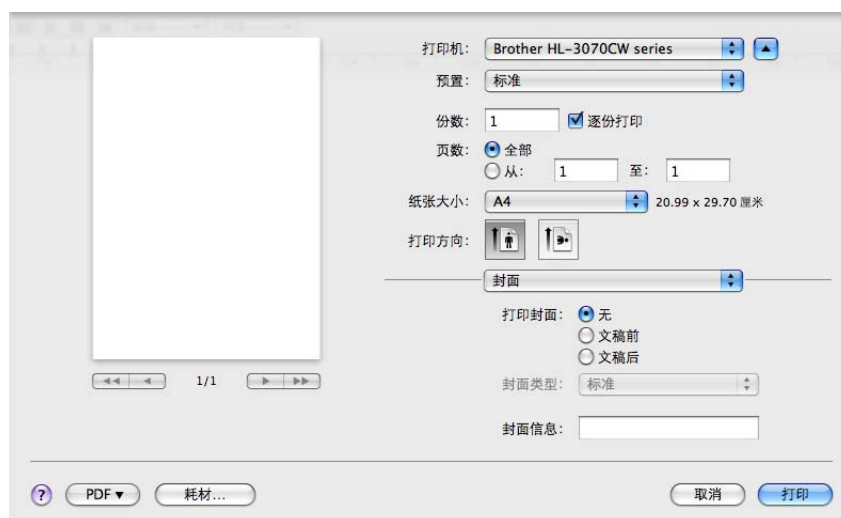 打印机: Brother HL-3070CW series
预置: 标准
份数: 1 逐份打印
页数: 全部
从: 1 至: 1
纸张大小: A4 20.99 x 29.70 厘米
打印方向:
封面
打印封面: 无
文稿前
文稿后
封面类型: 标准
封面信息:
1/1
? PDF▼ 耗材... 取消 打印